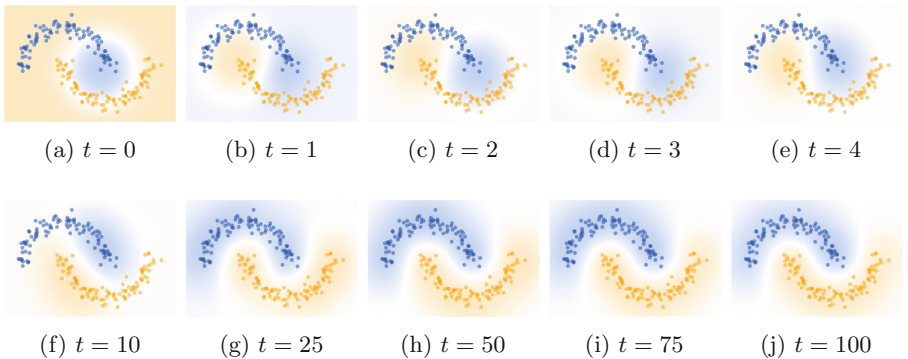 (a) t = 0
(b) t = 1
(c) t = 2
(d) t = 3
(e) t = 4
(f) t = 10
(g) t = 25
(h) t = 50
(i) t = 75
(j) t = 100